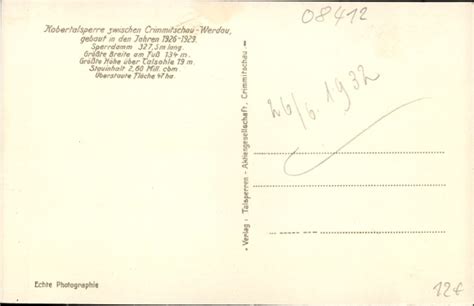 Kobertalsperre zwischen Crimmitschau-Werdau,
gebaut in den Jahren 1926-1929.
Sperrdamm 327,5 m lang.
Größte Breite am Fuß 134 m.
Größte Höhe über Talsohle 19 m.
Stauinhalt 2,60 Mill. cbm
Überstaute Fläche 47 ha.
08412
26/6. 1932
Verlag: Talsperren-Aktiengesellschaft, Crimmitschau
Echte Photographie
12€